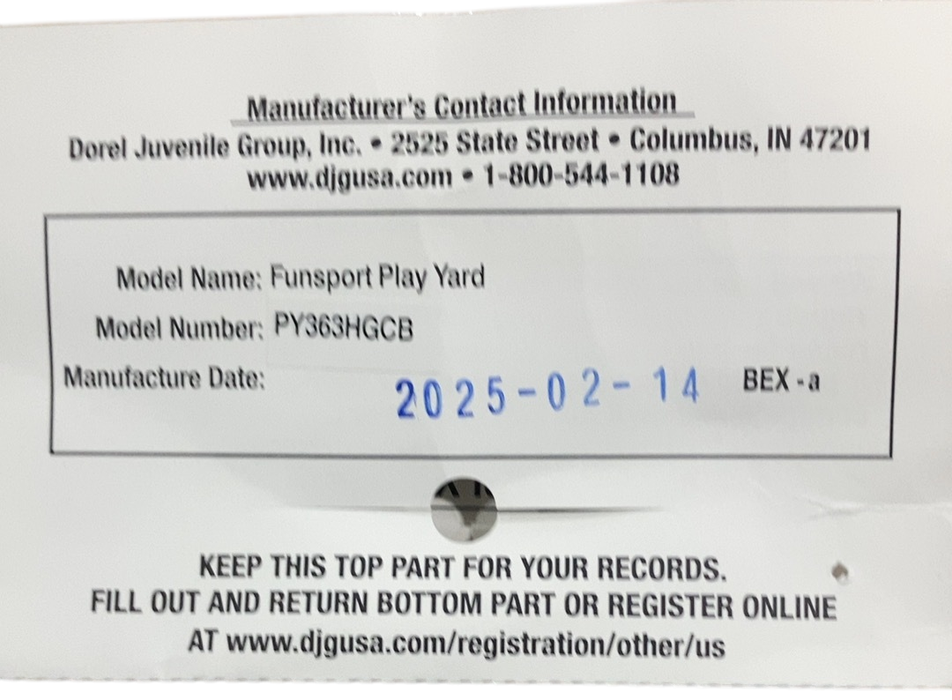 Manufacturer's Contact Information
Dorel Juvenile Group, Inc. • 2525 State Street • Columbus, IN 47201
www.djgusa.com • 1-800-544-1108
Model Name: Funsport Play Yard
Model Number: PY363HGCB
Manufacture Date: 2025-02-14 BEX - a
KEEP THIS TOP PART FOR YOUR RECORDS.
FILL OUT AND RETURN BOTTOM PART OR REGISTER ONLINE
AT www.djgusa.com/registration/other/us